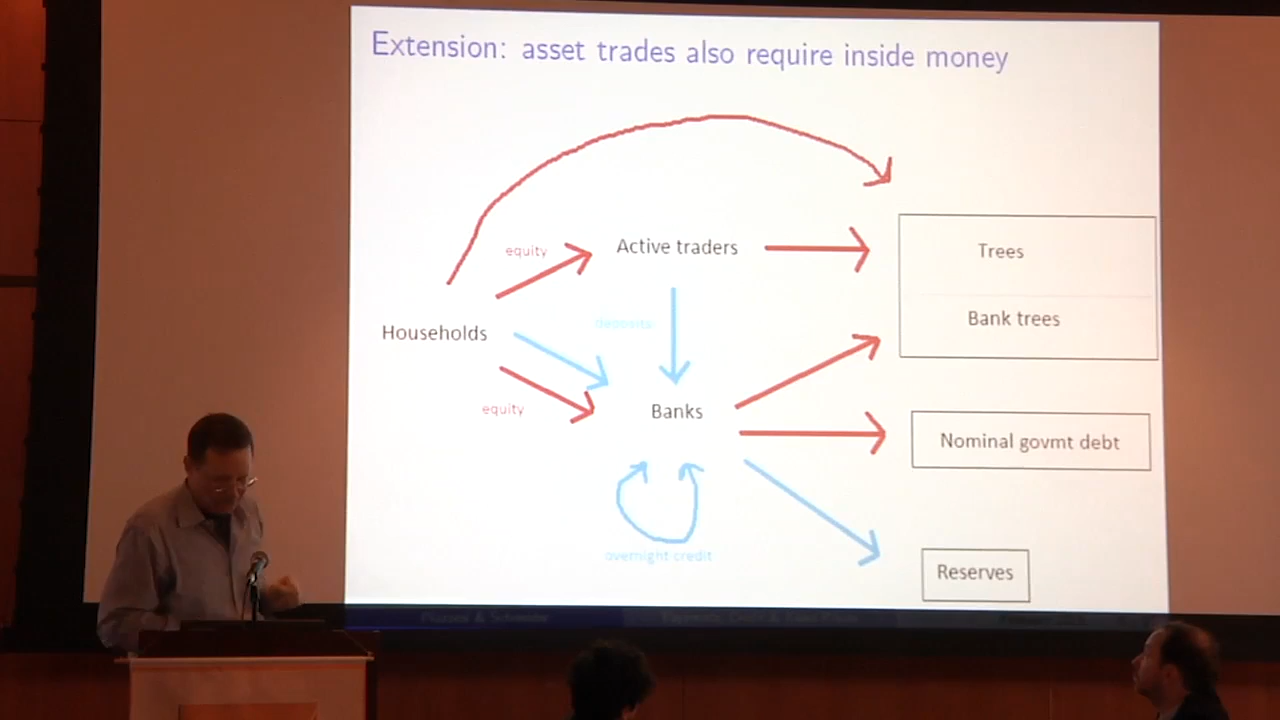 Extension: asset trades also require inside money
equity
Active traders
Trees
Bank trees
deposits
Households
equity
Banks
Nominal govmt debt
overnight credit
Reserves